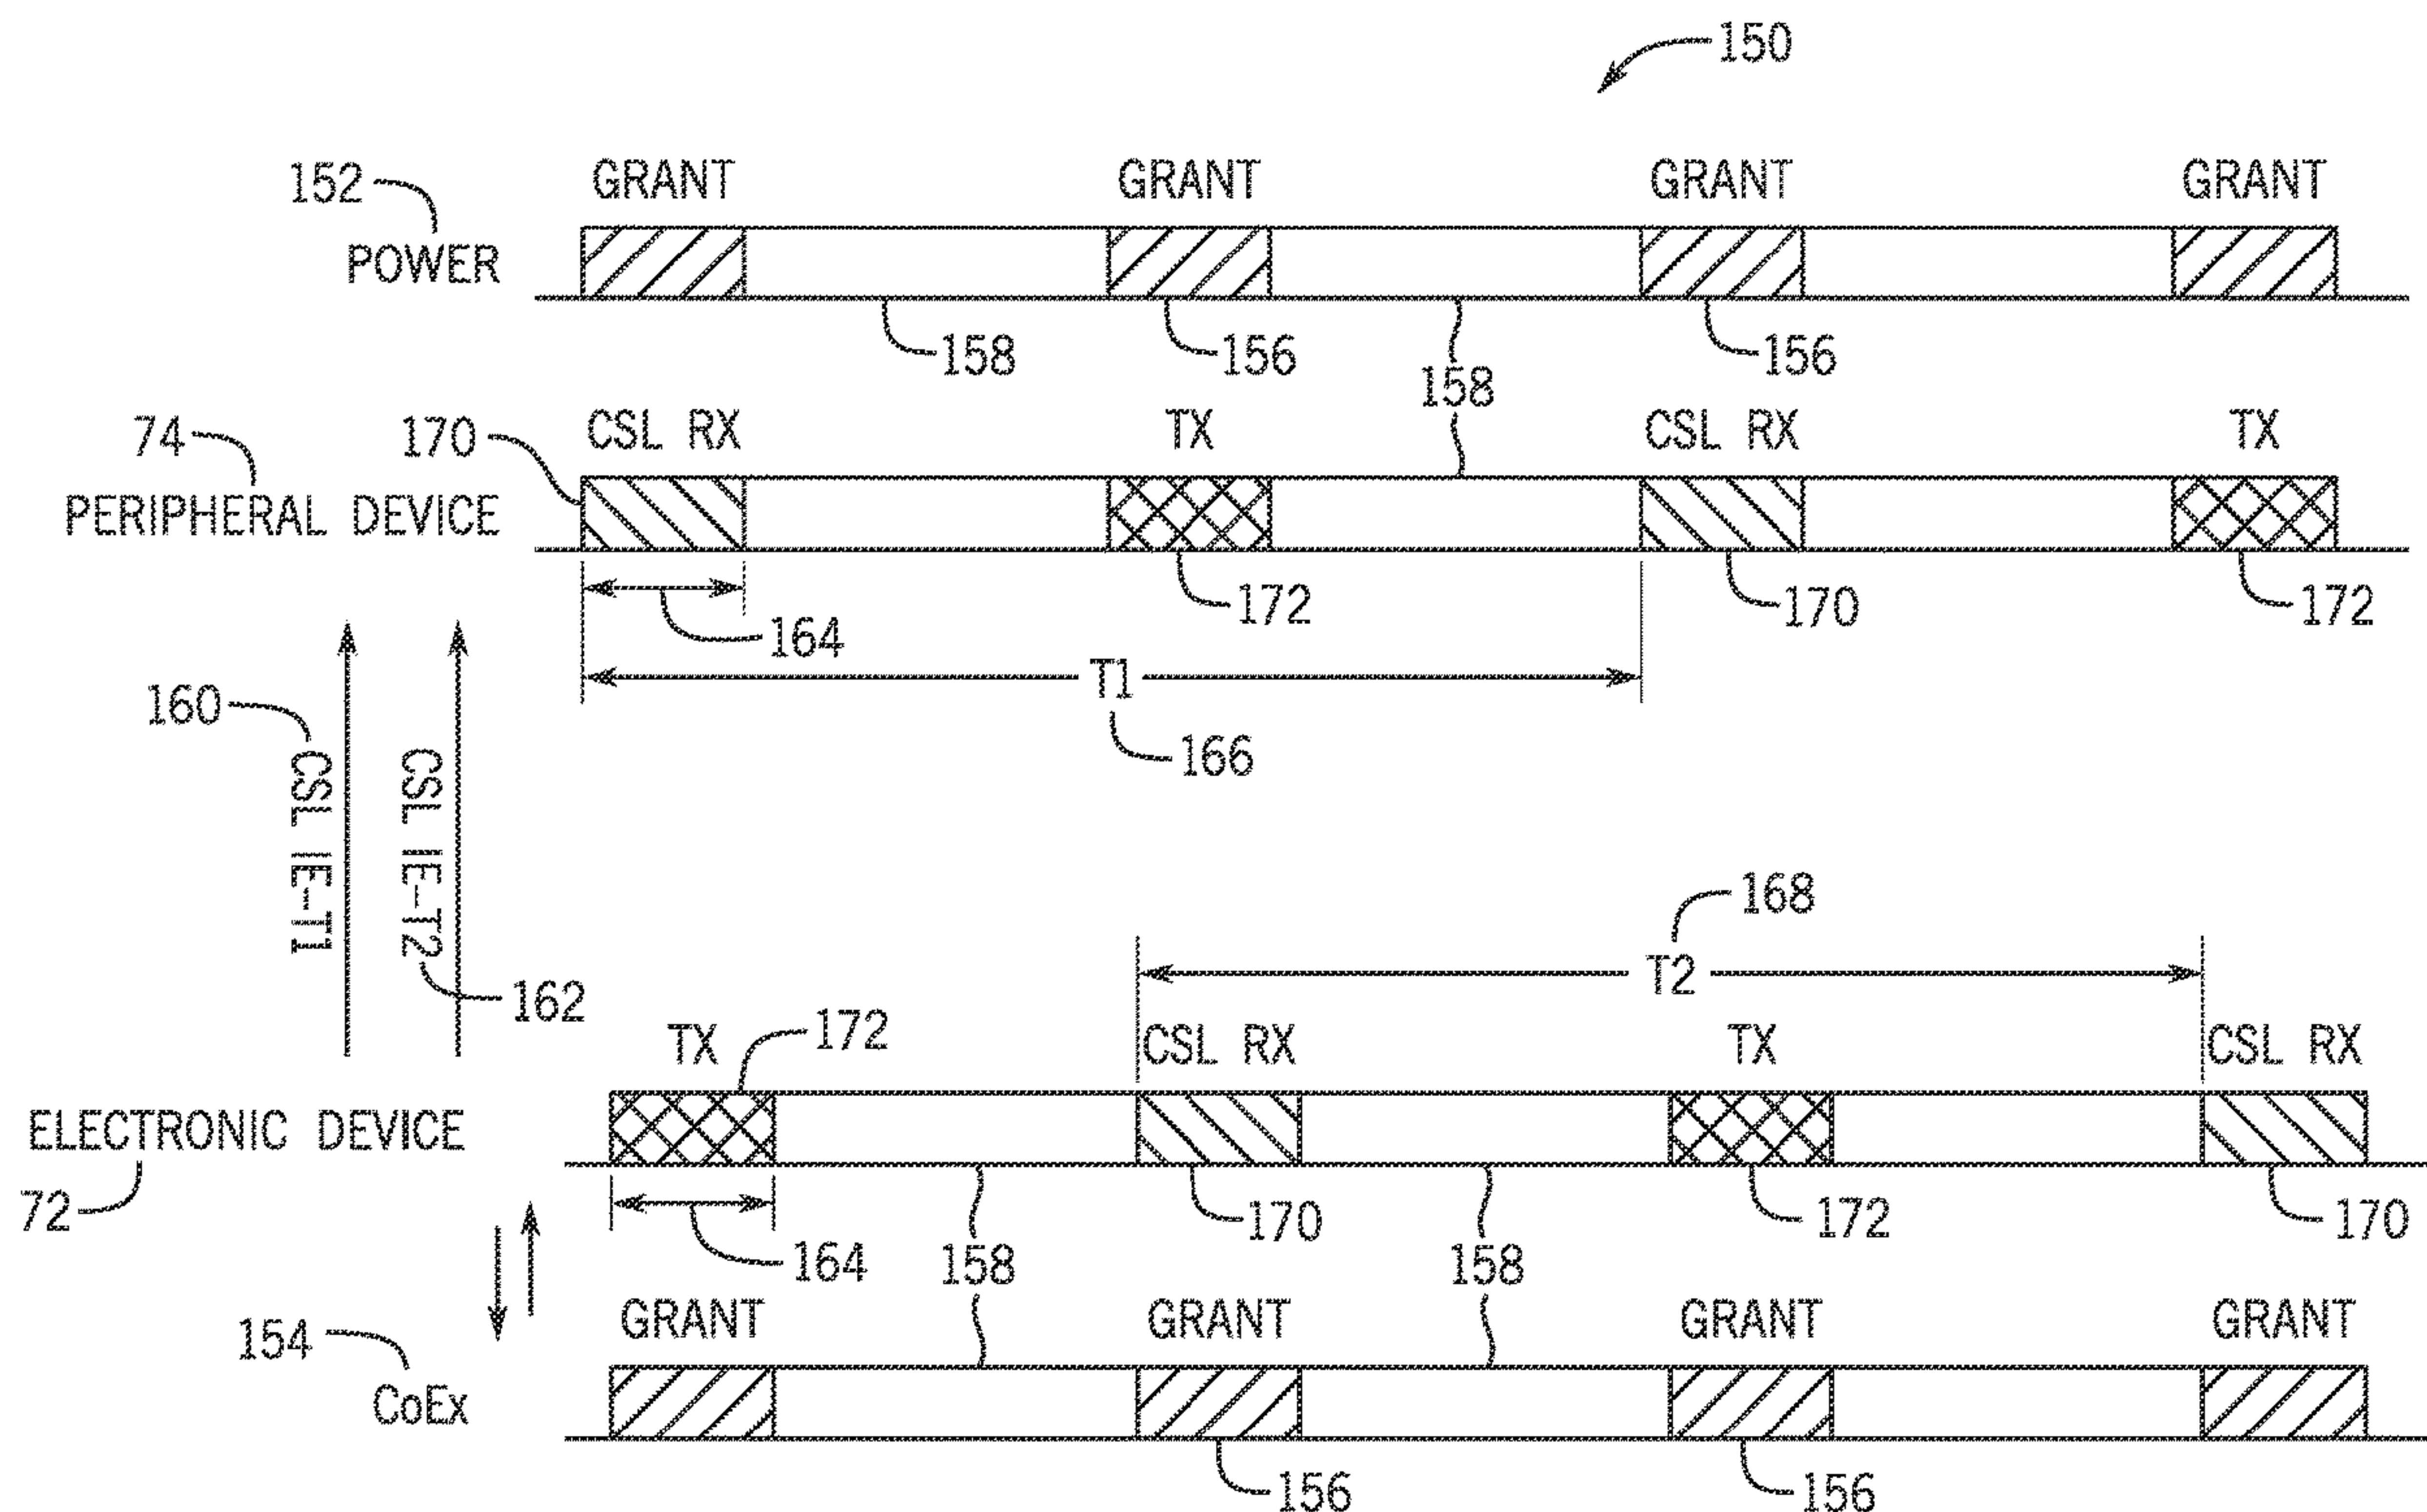 150
GRANT GRANT GRANT GRANT
152
POWER
158 156 158 156
74 170 CSL RX TX CSL RX TX
PERIPHERAL DEVICE
164 172 170 172
T1
166
160 CSL IE-T1
CSL IE-T2 162
168
T2
TX 172 CSL RX TX CSL RX
ELECTRONIC DEVICE
72
164 158 170 158 172 170
GRANT GRANT GRANT GRANT
154
CoEx
156 156